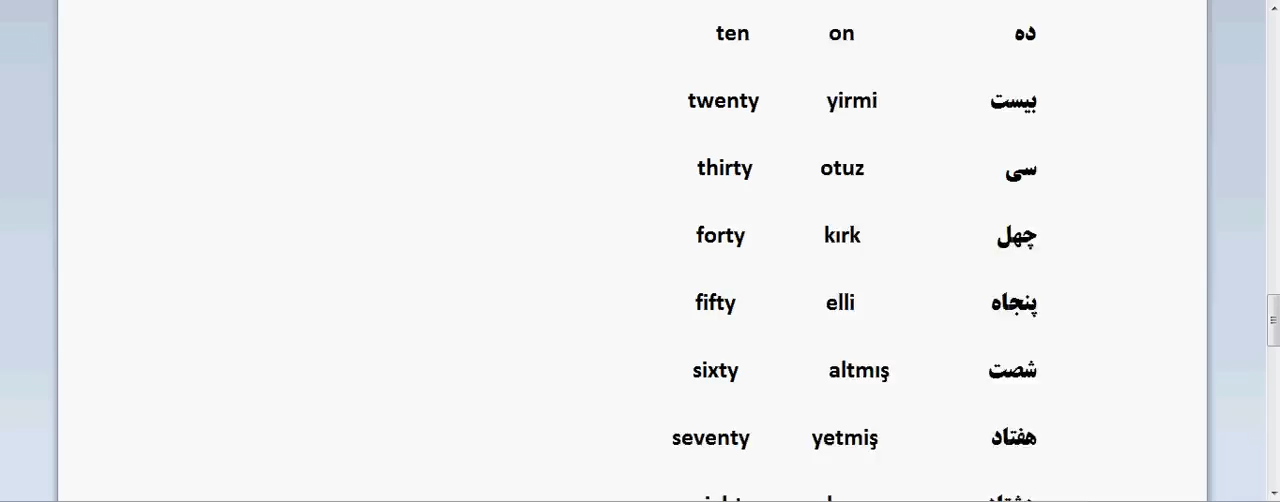 ده on ten
بیست yirmi twenty
سی otuz thirty
چهل kırk forty
پنجاه elli fifty
شصت altmış sixty
هفتاد yetmiş seventy